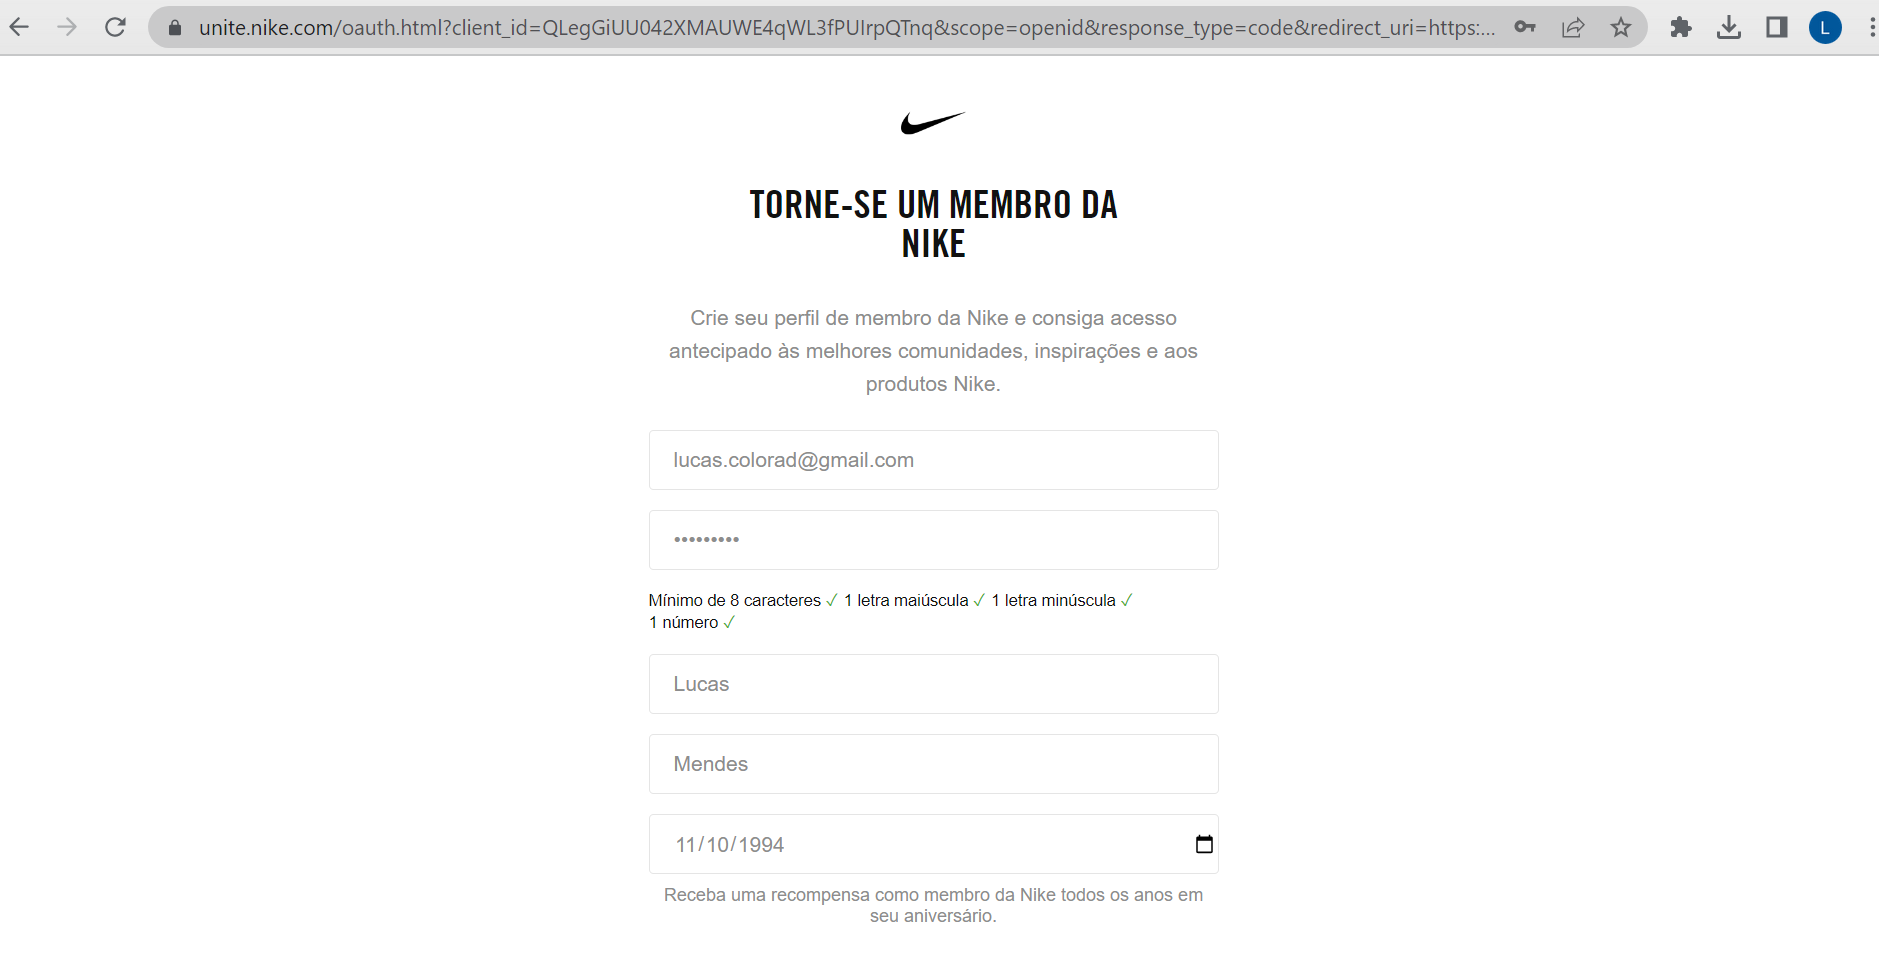 unite.nike.com/oauth.html?client_id=QLegGiUU042XMAUWE4qWL3fPUIrpQTnq&scope=openid&response_type=code&redirect_uri=https:...
L
TORNE-SE UM MEMBRO DA
NIKE
Crie seu perfil de membro da Nike e consiga acesso
antecipado às melhores comunidades, inspirações e aos
produtos Nike.
lucas.colorad@gmail.com
•••••••••
Mínimo de 8 caracteres ✓ 1 letra maiúscula ✓ 1 letra minúscula ✓
1 número ✓
Lucas
Mendes
11/10/1994
Receba uma recompensa como membro da Nike todos os anos em
seu aniversário.